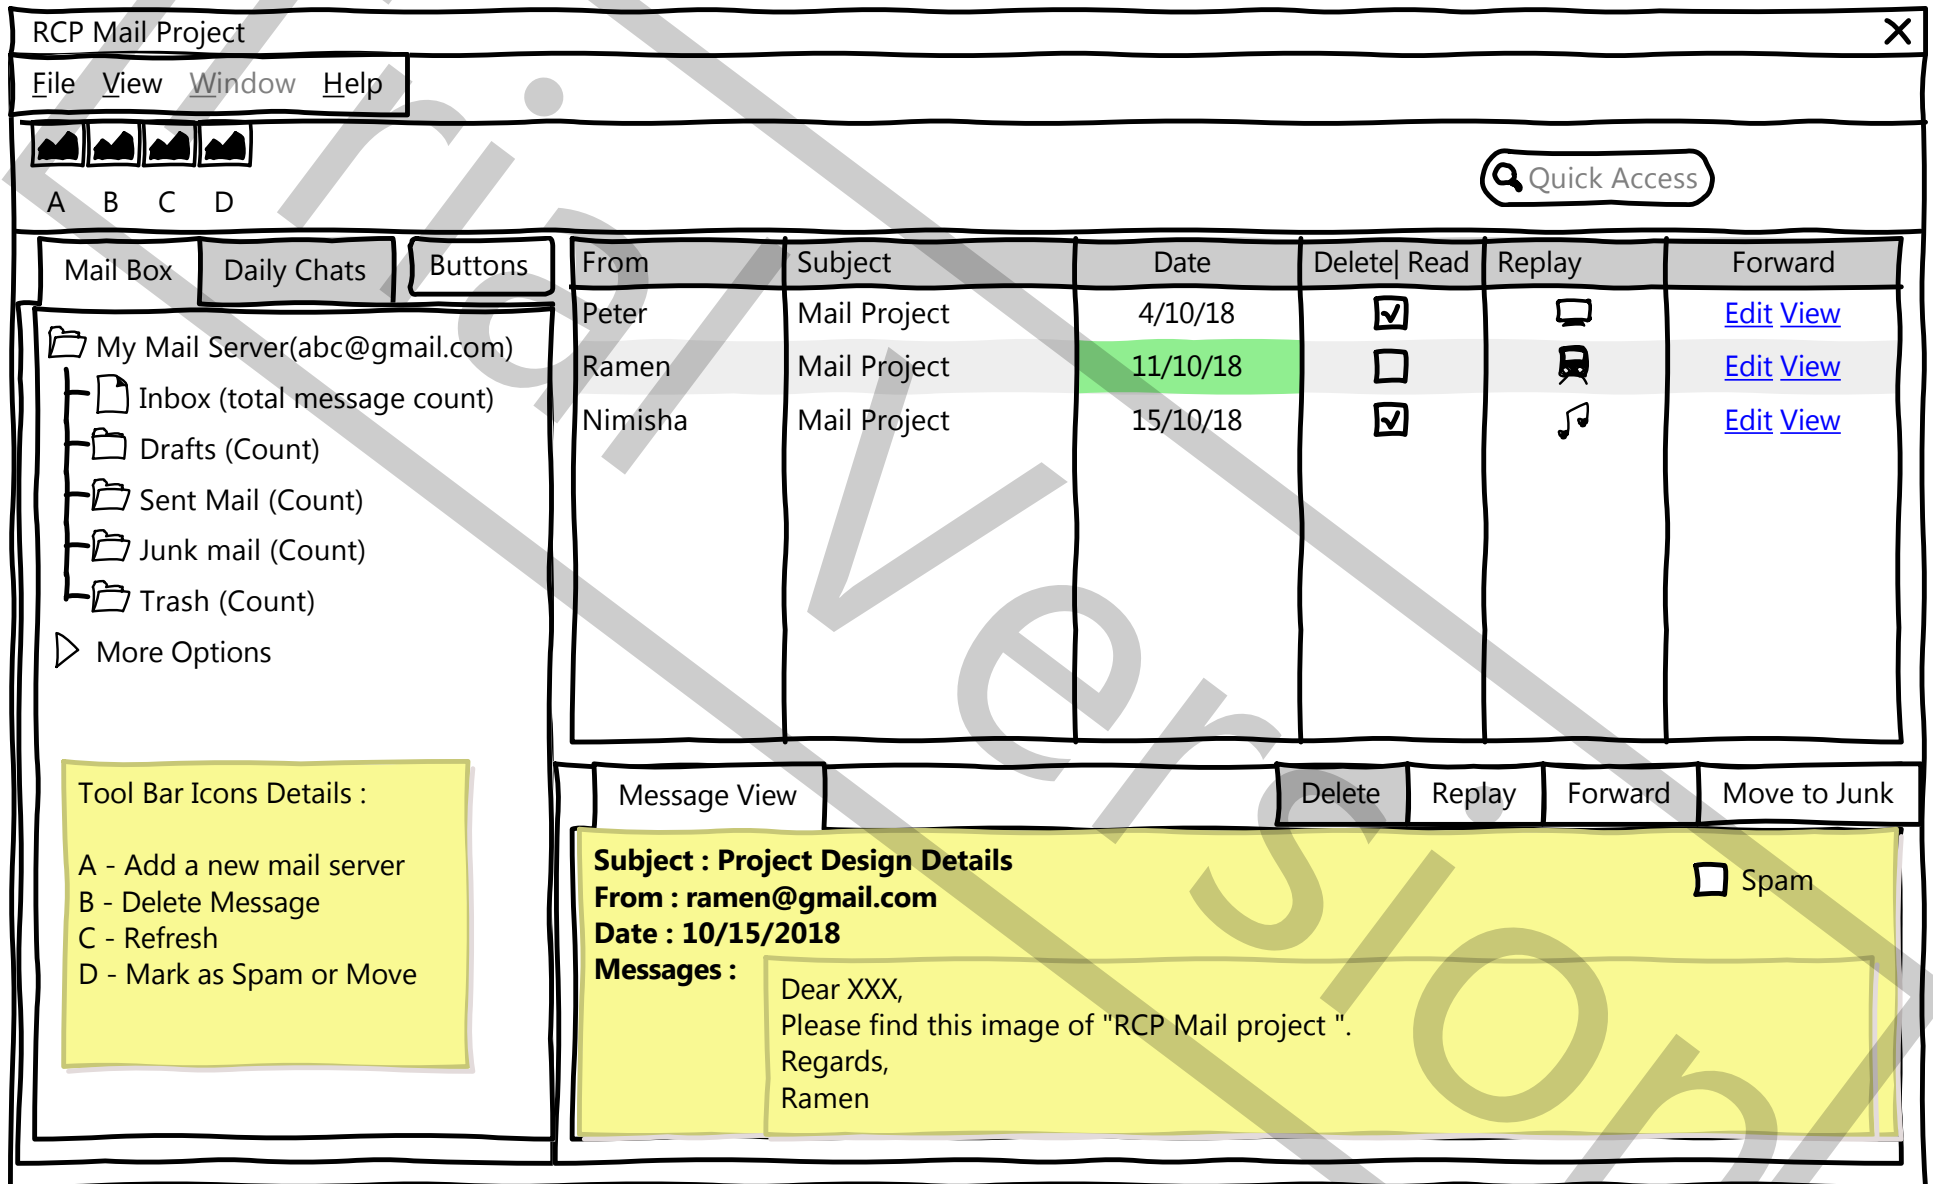 RCP Mail Project
File View Window Help
A B C D
Quick Access
Mail Box Daily Chats Buttons
My Mail Server(abc@gmail.com)
Inbox (total message count)
Drafts (Count)
Sent Mail (Count)
Junk mail (Count)
Trash (Count)
More Options
Tool Bar Icons Details :
A - Add a new mail server
B - Delete Message
C - Refresh
D - Mark as Spam or Move
From Subject Date Delete| Read Replay Forward
Peter Mail Project 4/10/18 Edit View
Ramen Mail Project 11/10/18 Edit View
Nimisha Mail Project 15/10/18 Edit View
Message View Delete Replay Forward Move to Junk
Subject : Project Design Details
Spam
From : ramen@gmail.com
Date : 10/15/2018
Messages :
Dear XXX,
Please find this image of "RCP Mail project ".
Regards,
Ramen
Trial Version